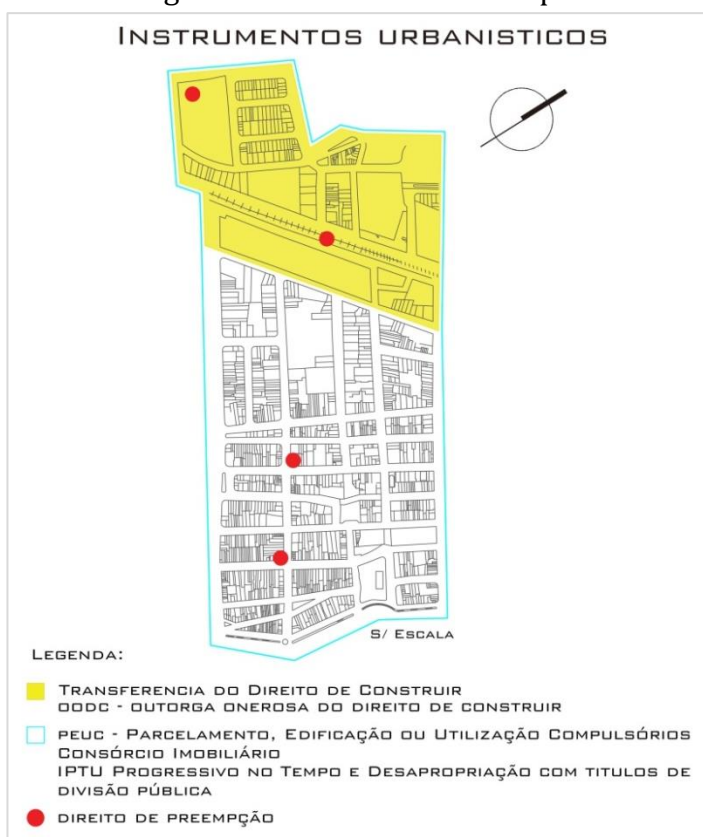 INSTRUMENTOS URBANISTICOS
S/ ESCALA
LEGENDA:
TRANSFERENCIA DO DIREITO DE CONSTRUIR
OODC - OUTORGA ONEROSA DO DIREITO DE CONSTRUIR
PEUC - PARCELAMENTO, EDIFICAÇÃO OU UTILIZAÇÃO COMPULSÓRIOS
CONSÓRCIO IMOBILIÁRIO
IPTU PROGRESSIVO NO TEMPO E DESAPROPRIAÇÃO COM TITULOS DE
DIVISÃO PÚBLICA
DIREITO DE PREEMPÇÃO